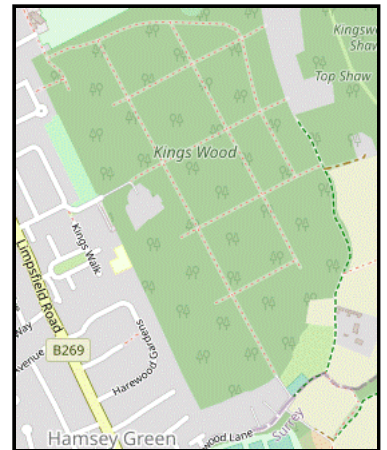 Kingsw
Shaw
Top Shaw
Kings Wood
Kings Walk
Limpsfield Road
Way
Avenue
B269
Gardens
Harewood
Hamsey Green
wood Lane
Surrey